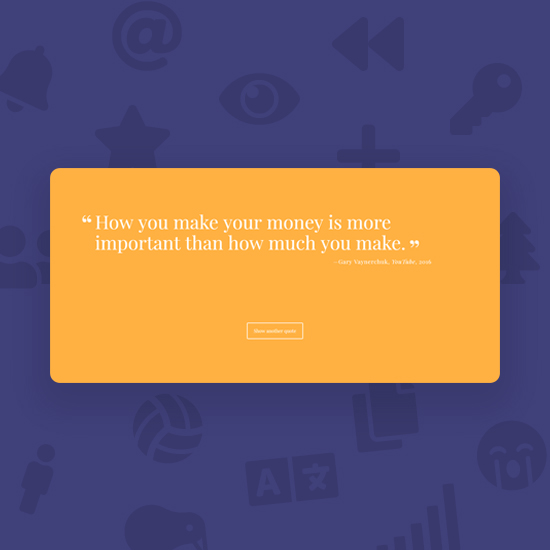 @
❝ How you make your money is more
important than how much you make. ❞
- Gary Vaynerchuk, YouTube, 2016
Show another quote
A 文